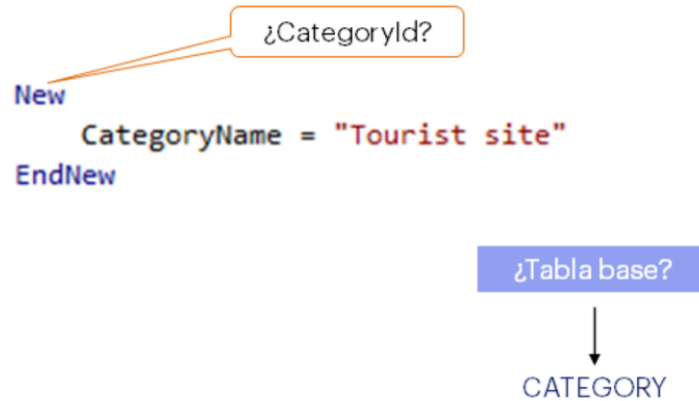 ¿CategoryId?
New
CategoryName = "Tourist site"
EndNew
¿Tabla base?
CATEGORY